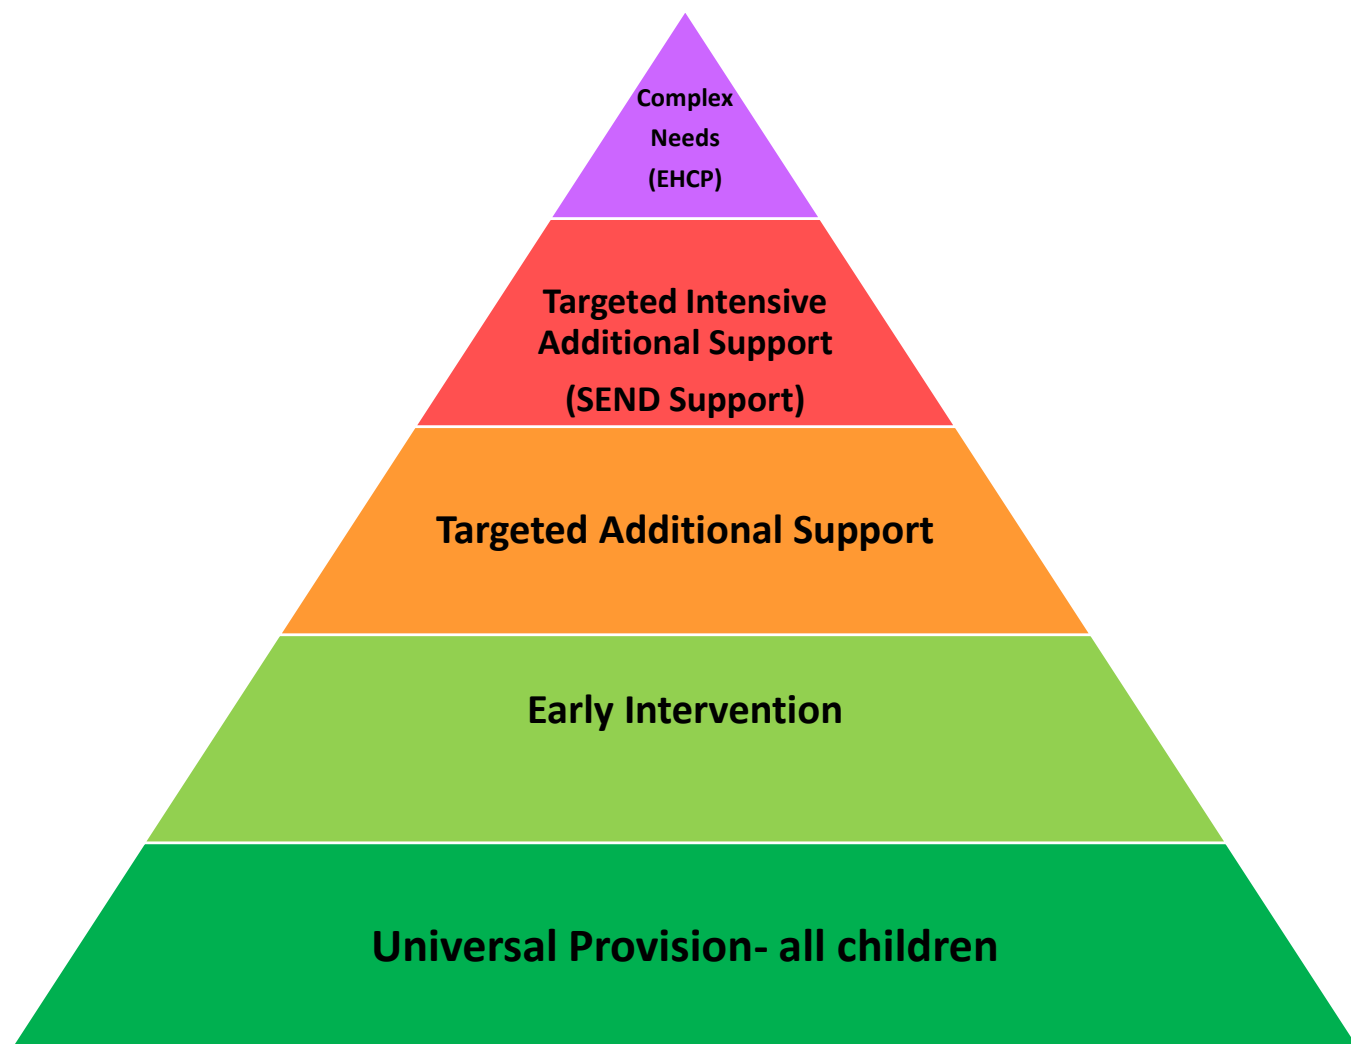 Complex
Needs
(EHCP)
Targeted Intensive
Additional Support
(SEND Support)
Targeted Additional Support
Early Intervention
Universal Provision- all children